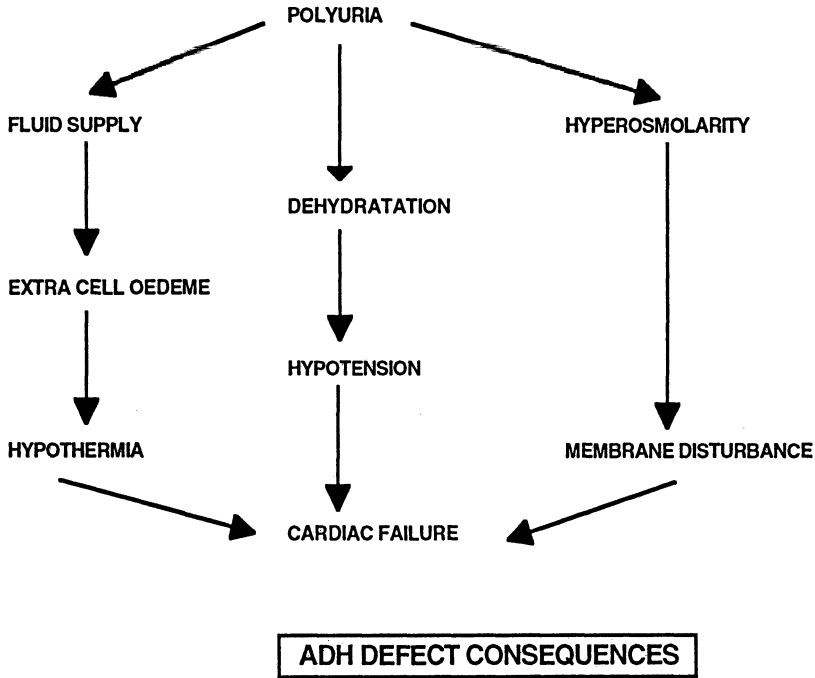 POLYURIA
FLUID SUPPLY
HYPEROSMOLARITY
DEHYDRATATION
EXTRA CELL OEDEME
HYPOTENSION
HYPOTHERMIA
MEMBRANE DISTURBANCE
CARDIAC FAILURE
ADH DEFECT CONSEQUENCES